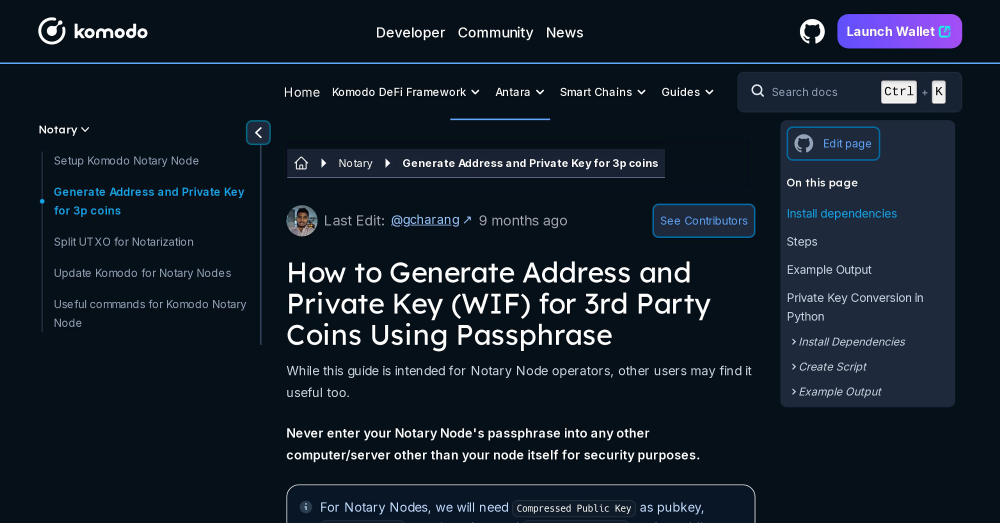 komodo
Developer Community News
Launch Wallet
Home Komodo DeFi Framework Antara Smart Chains Guides
Search docs Ctrl + K
Notary
Setup Komodo Notary Node
Generate Address and Private Key
for 3p coins
Split UTXO for Notarization
Update Komodo for Notary Nodes
Useful commands for Komodo Notary
Node
Notary Generate Address and Private Key for 3p coins
Last Edit: @gcharang ↗ 9 months ago
See Contributors
How to Generate Address and
Private Key (WIF) for 3rd Party
Coins Using Passphrase
While this guide is intended for Notary Node operators, other users may find it
useful too.
Never enter your Notary Node's passphrase into any other
computer/server other than your node itself for security purposes.
For Notary Nodes, we will need Compressed Public Key as pubkey,
Edit page
On this page
Install dependencies
Steps
Example Output
Private Key Conversion in
Python
Install Dependencies
Create Script
Example Output